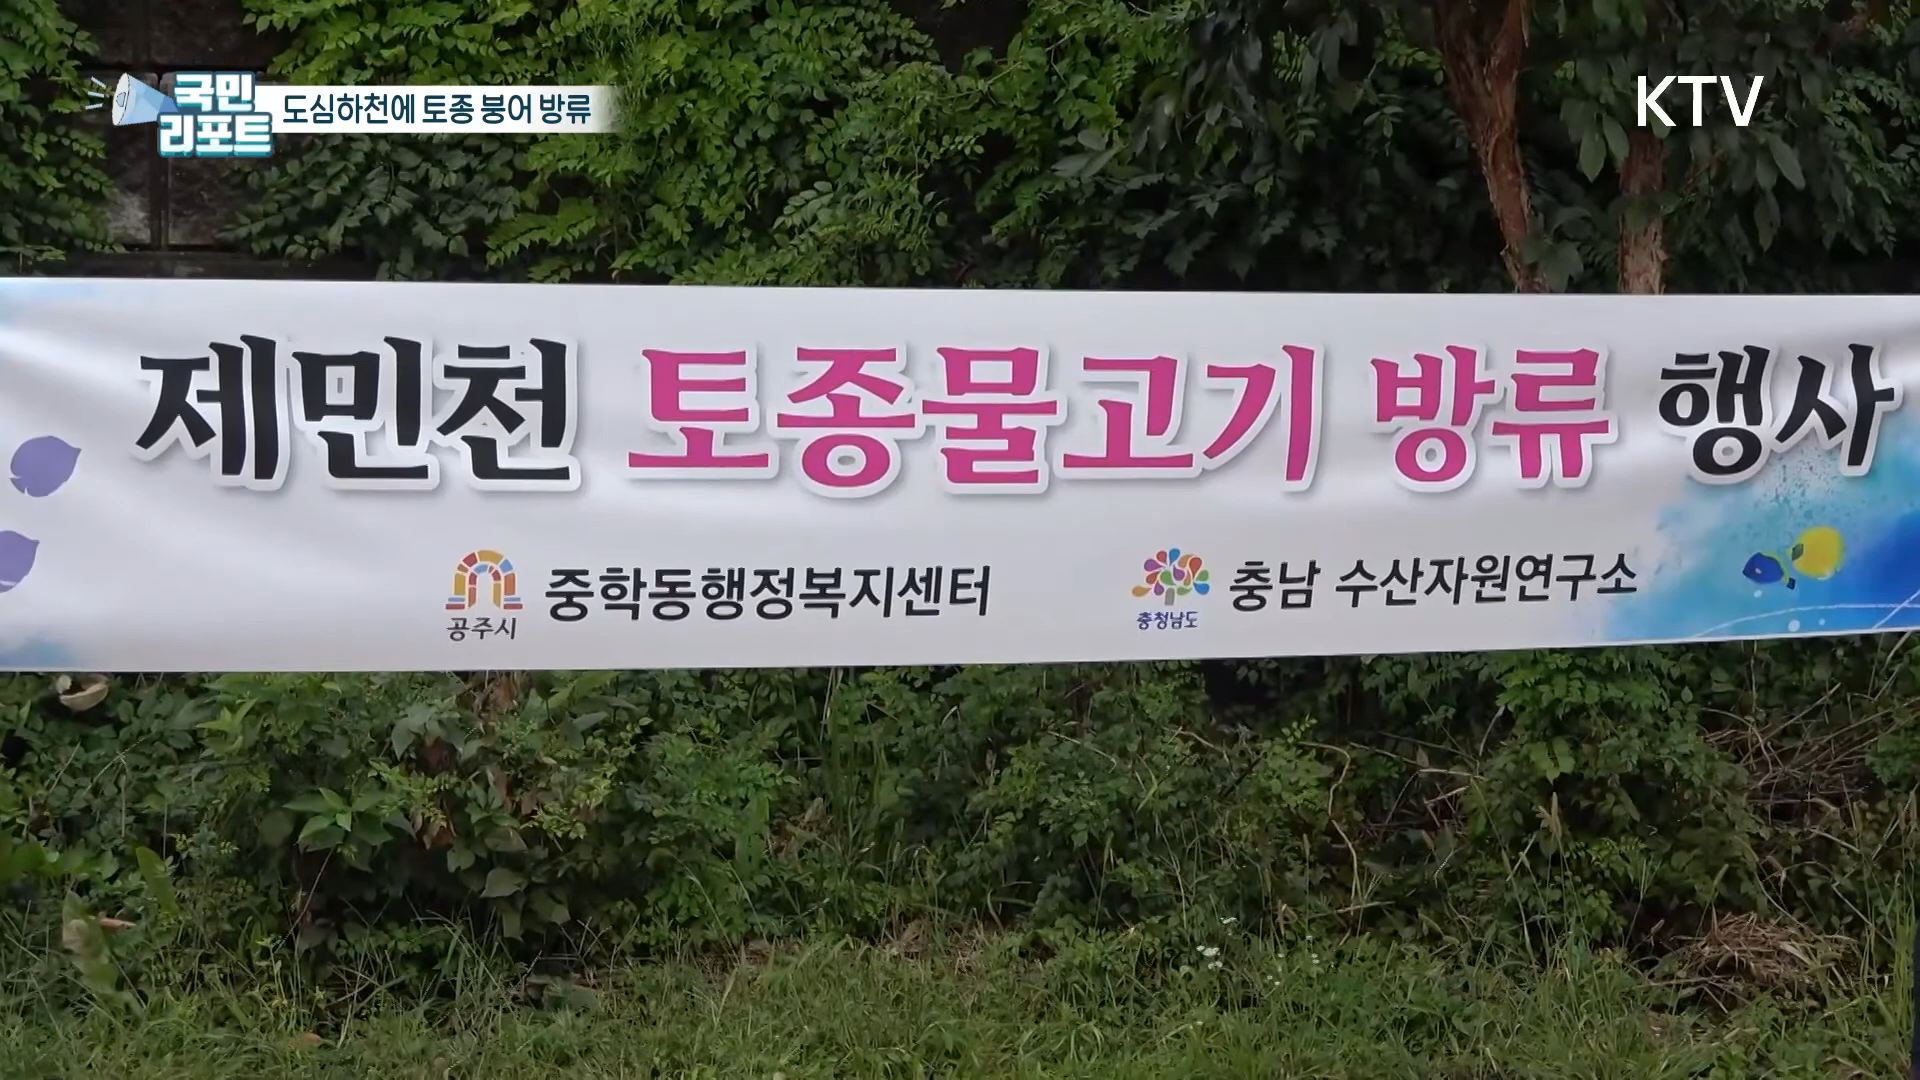 국민
리포트
도심하천에 토종 붕어 방류
KTV
제민천 토종물고기 방류 행사
공주시
중학동행정복지센터
충청남도
충남 수산자원연구소